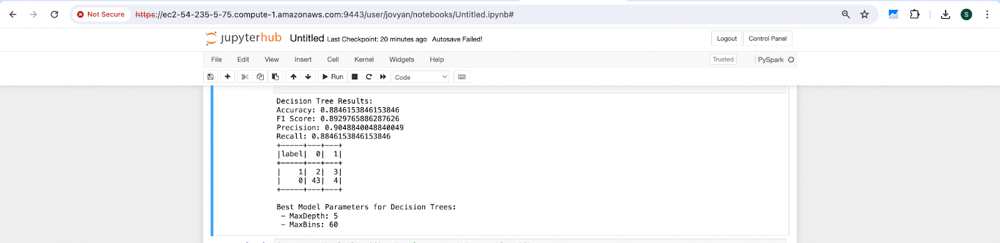 Not Secure https://ec2-54-235-5-75.compute-1.amazonaws.com:9443/user/jovyan/notebooks/Untitled.ipynb# S
jupyterhub Untitled Last Checkpoint: 20 minutes ago Autosave Failed! Logout Control Panel
File Edit View Insert Cell Kernel Widgets Help Trusted PySpark
Run Code
Decision Tree Results:
Accuracy: 0.8846153846153846
F1 Score: 0.8929765886287626
Precision: 0.9048840048840049
Recall: 0.8846153846153846
+-----+---+---+
|label|  0|  1|
+-----+---+---+
|    1|  2|  3|
|    0| 43|  4|
+-----+---+---+
Best Model Parameters for Decision Trees:
 - MaxDepth: 5
 - MaxBins: 60